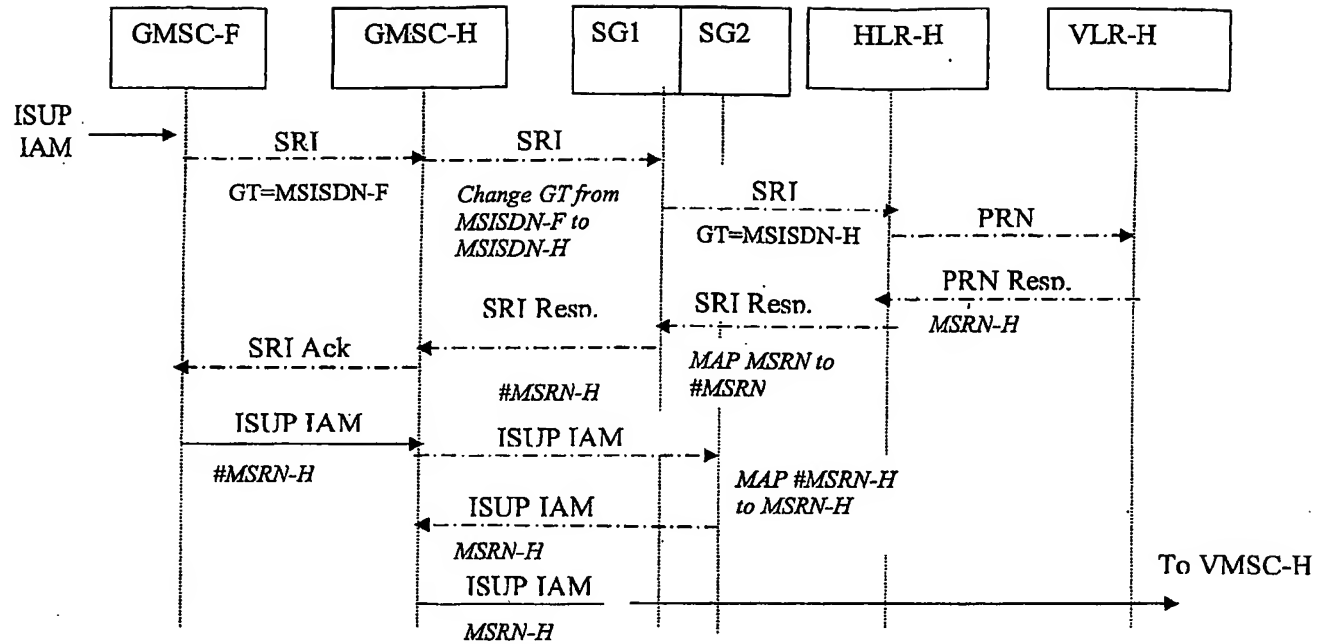 GMSC-F
GMSC-H
SG1
SG2
HLR-H
VLR-H
ISUP
IAM
SRI
SRI
GT=MSISDN-F
Change GT from
MSISDN-F to
MSISDN-H
SRI
GT=MSISDN-H
PRN
PRN Resp.
MSRN-H
SRI Resp.
SRI Resp.
SRI Ack
MAP MSRN to
#MSRN
#MSRN-H
ISUP IAM
#MSRN-H
ISUP IAM
MAP #MSRN-H
to MSRN-H
ISUP IAM
MSRN-H
To VMSC-H
ISUP IAM
MSRN-H